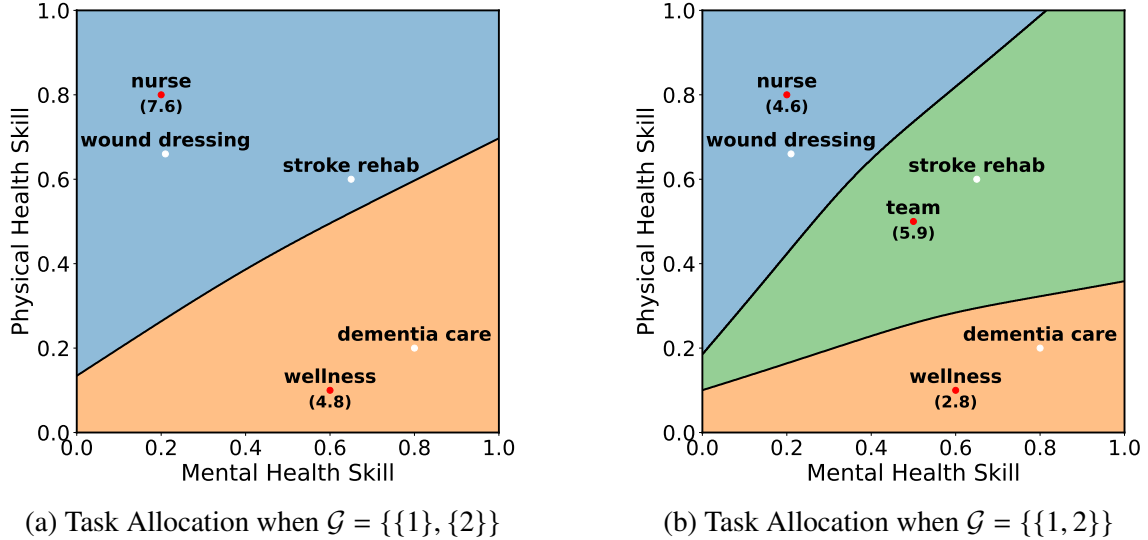 1.0
0.8
0.6
0.4
0.2
0.0
Physical Health Skill
nurse
(7.6)
wound dressing
stroke rehab
dementia care
wellness
(4.8)
0.0 0.2 0.4 0.6 0.8 1.0
Mental Health Skill
(a) Task Allocation when 𝒢 = {{1}, {2}}
1.0
0.8
0.6
0.4
0.2
0.0
Physical Health Skill
nurse
(4.6)
wound dressing
stroke rehab
team
(5.9)
dementia care
wellness
(2.8)
0.0 0.2 0.4 0.6 0.8 1.0
Mental Health Skill
(b) Task Allocation when 𝒢 = {{1, 2}}